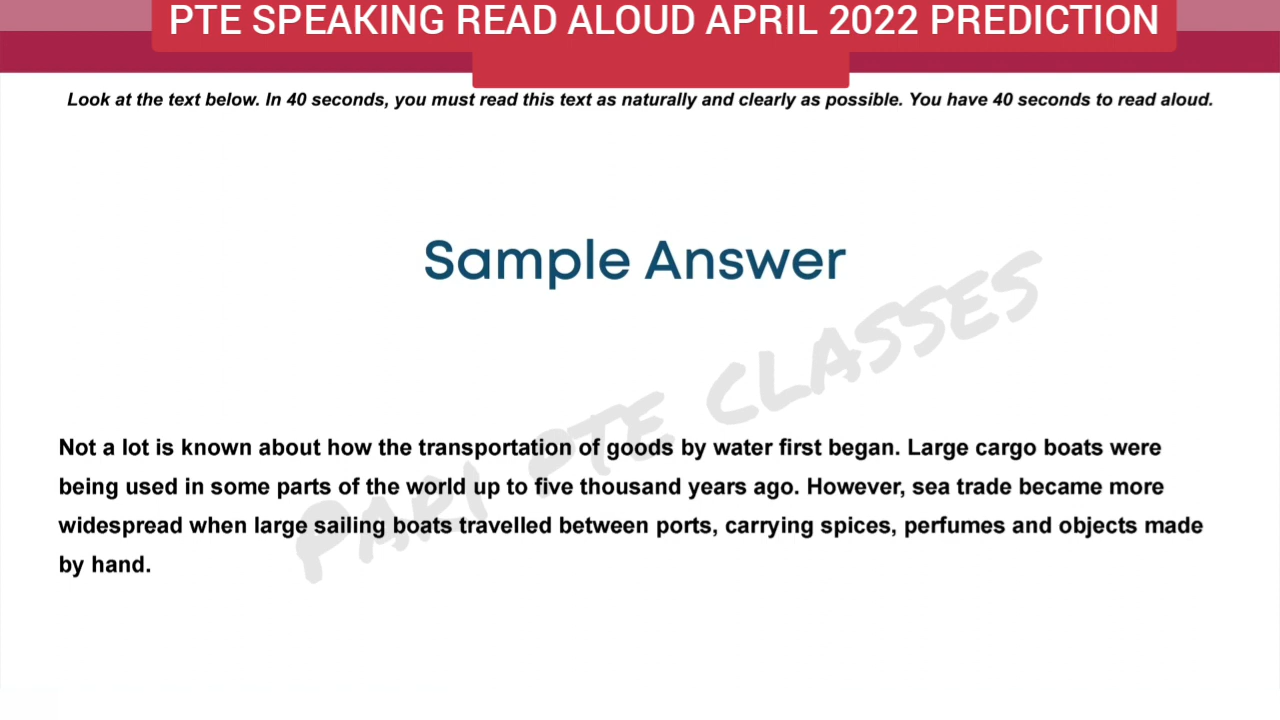 PTE SPEAKING READ ALOUD APRIL 2022 PREDICTION
Look at the text below. In 40 seconds, you must read this text as naturally and clearly as possible. You have 40 seconds to read aloud.
Sample Answer
PAPI PTE CLASSES
Not a lot is known about how the transportation of goods by water first began. Large cargo boats were
being used in some parts of the world up to five thousand years ago. However, sea trade became more
widespread when large sailing boats travelled between ports, carrying spices, perfumes and objects made
by hand.